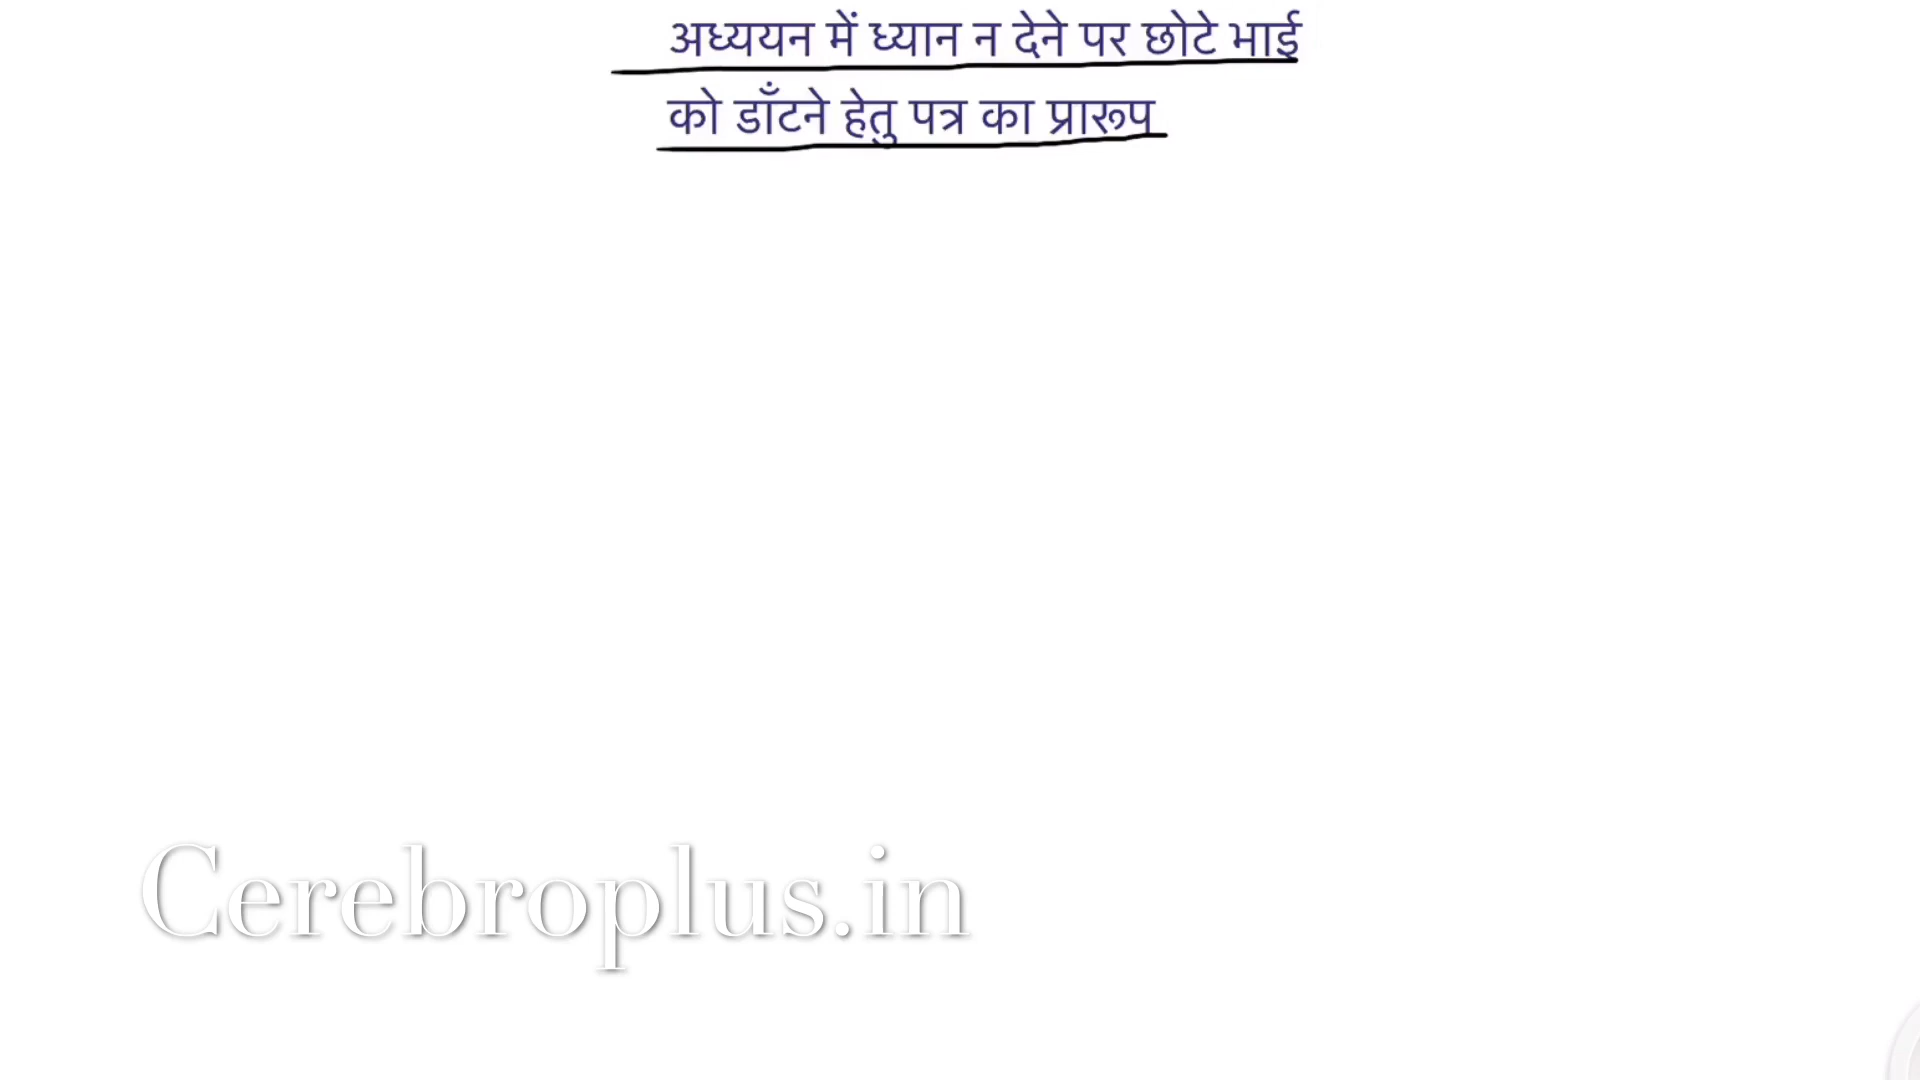 अध्ययन में ध्यान न देने पर छोटे भाई
को डाँटने हेतु पत्र का प्रारूप
Cerebroplus.in